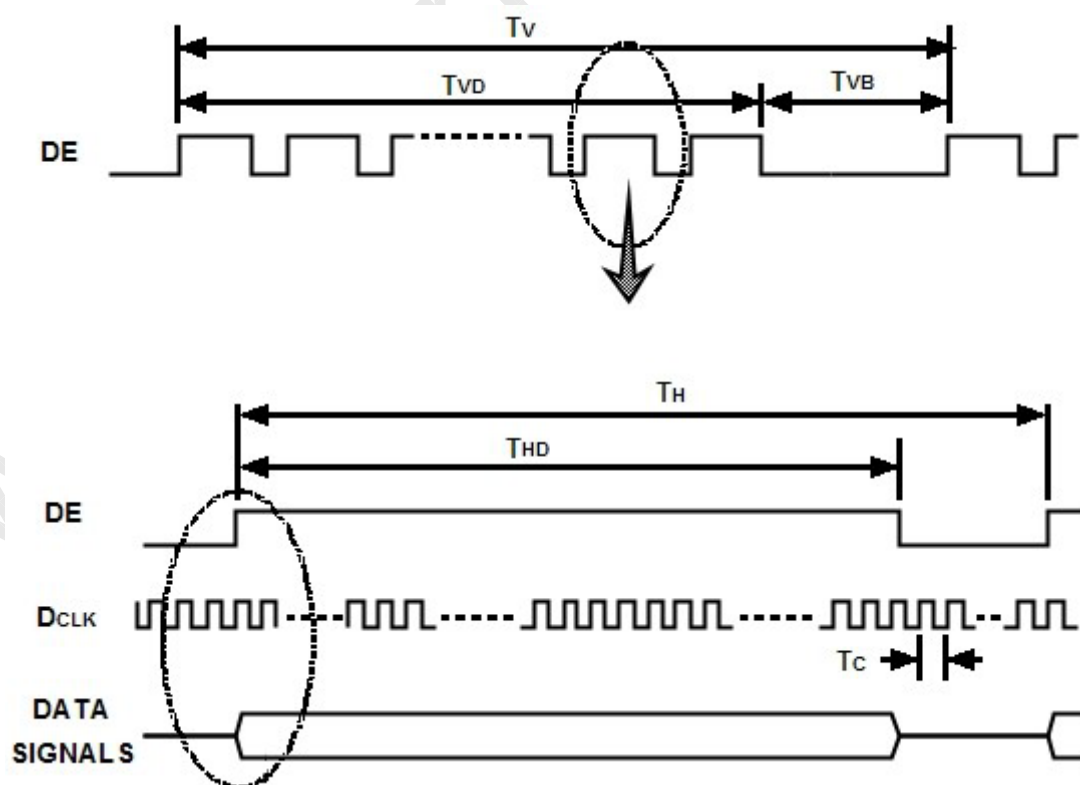 TV
TVD
TVB
DE
TH
THD
DE
DCLK
TC
DATA
SIGNALS